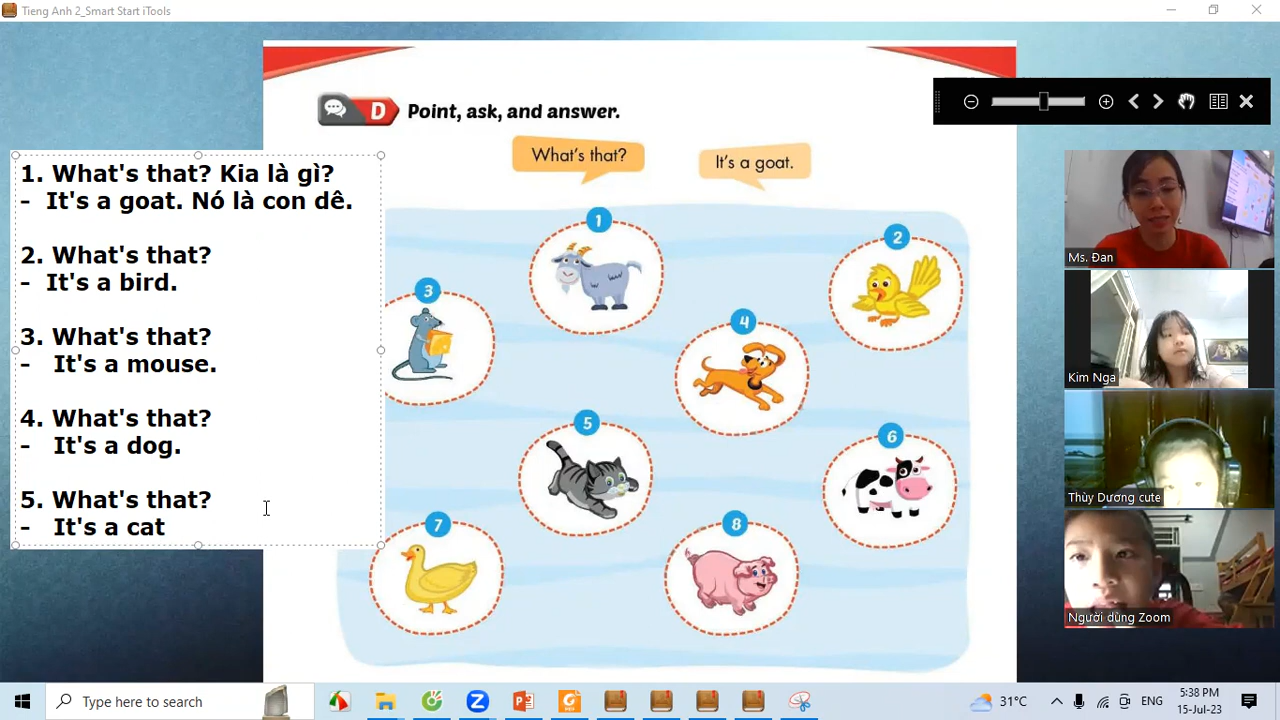 Tieng Anh 2_Smart Start iTools
D Point, ask, and answer.
What's that?
It's a goat.
1. What's that? Kia là gì?
- It's a goat. Nó là con dê.
2. What's that?
- It's a bird.
3. What's that?
- It's a mouse.
4. What's that?
- It's a dog.
5. What's that?
- It's a cat
1
2
3
4
5
6
7
8
Ms. Đan
Kim Nga
Thùy Dương cute
Người dùng Zoom
Type here to search
31°C
ENG
5:38 PM
15-Jul-23